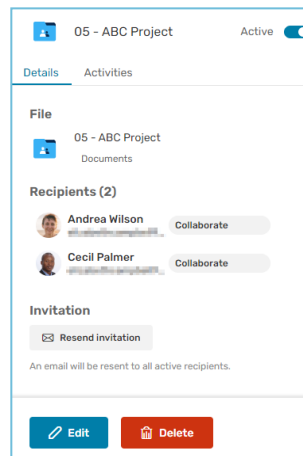 05 - ABC Project
Active
Details
Activities
File
05 - ABC Project
Documents
Recipients (2)
Andrea Wilson
Collaborate
Cecil Palmer
Collaborate
Invitation
Resend invitation
An email will be resent to all active recipients.
Edit
Delete